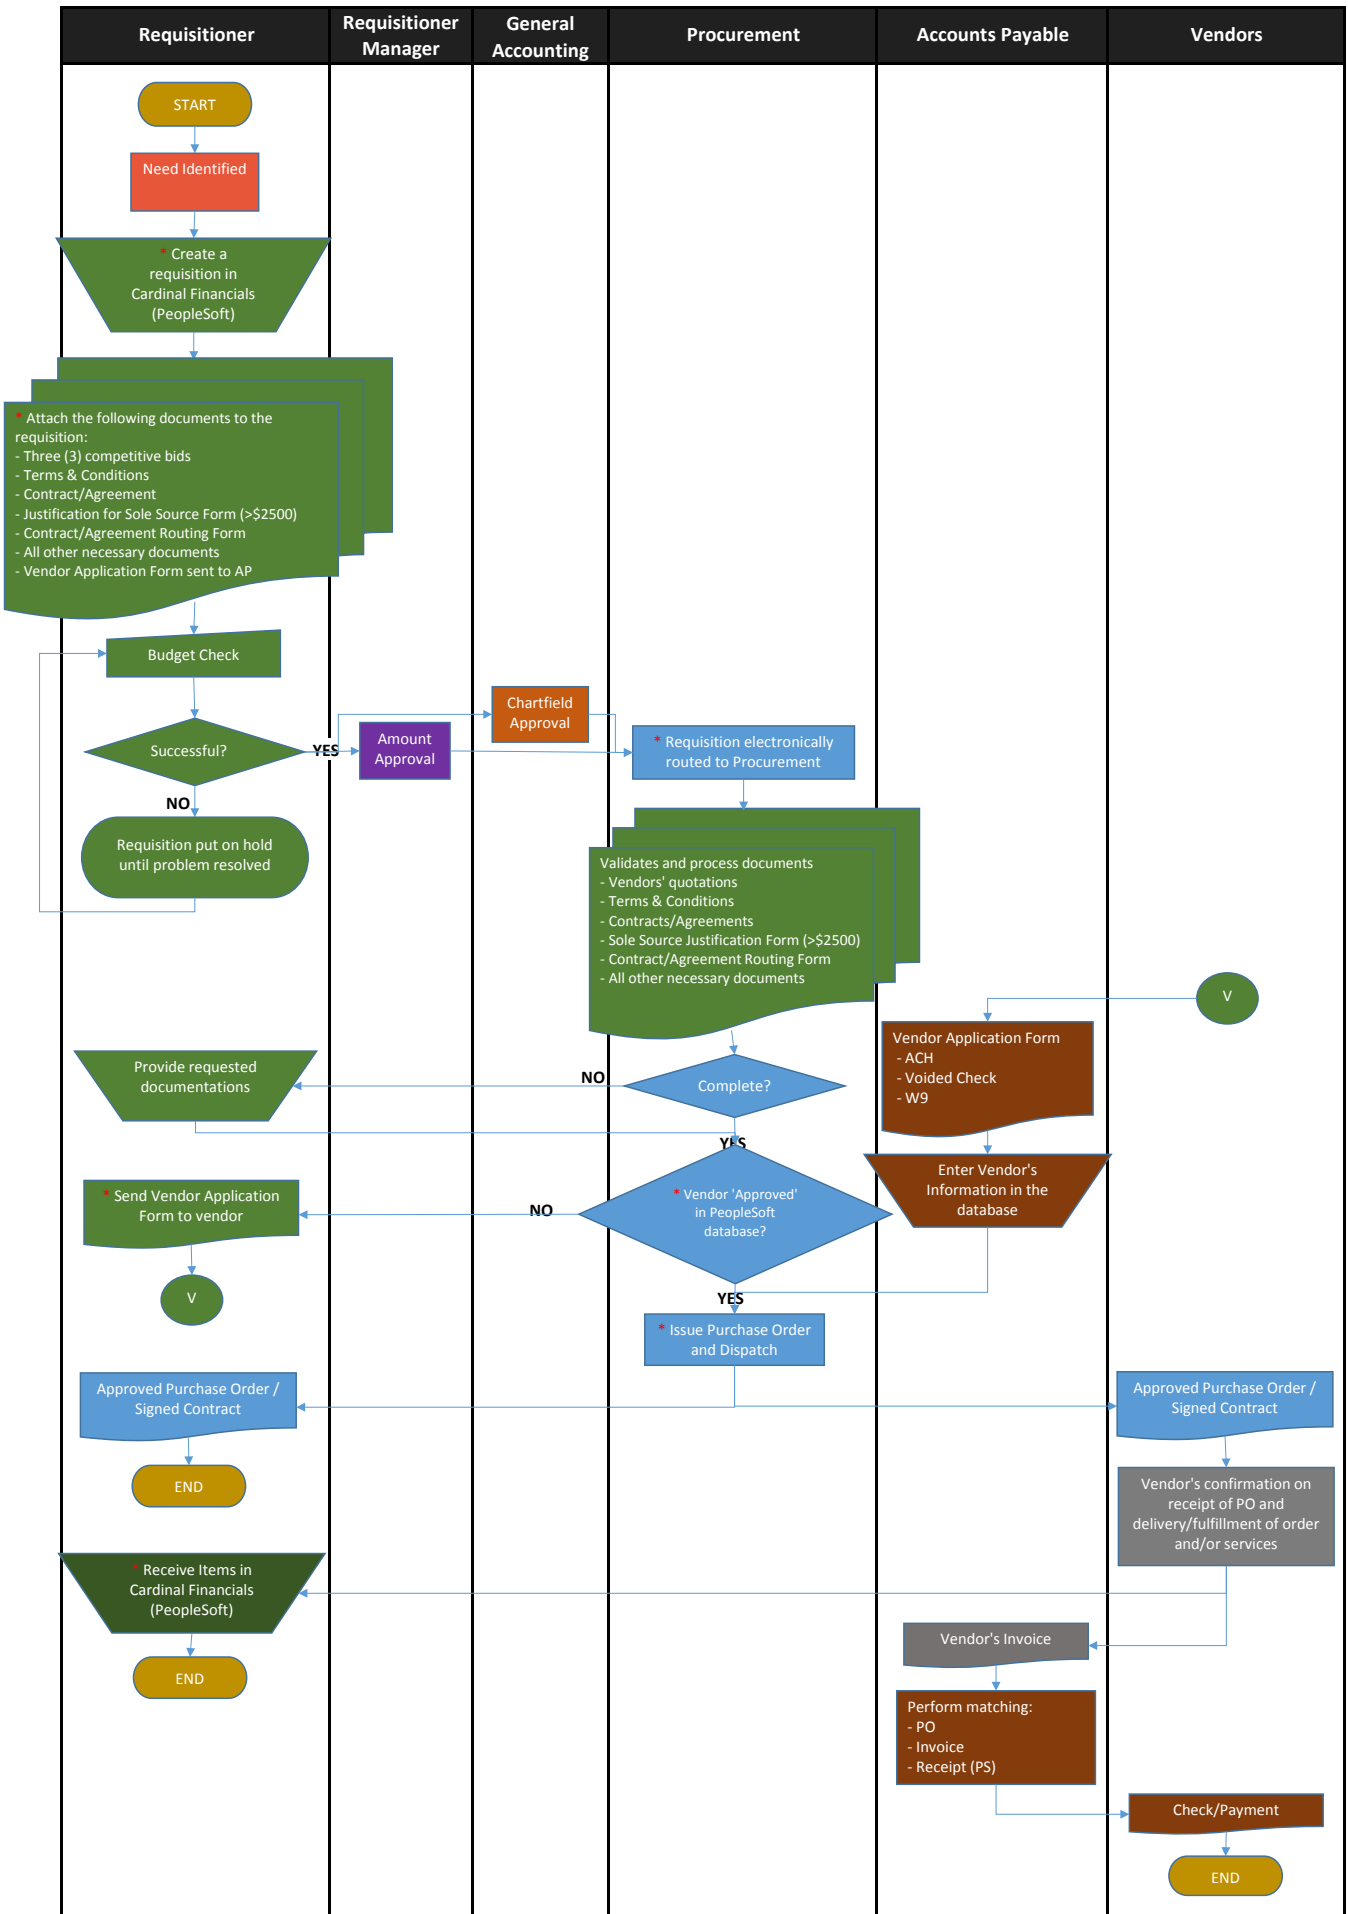 Requisitioner
Requisitioner
Manager
General
Accounting
Procurement
Accounts Payable
Vendors
START
Need Identified
* Create a
requisition in
Cardinal Financials
(PeopleSoft)
* Attach the following documents to the
requisition:
- Three (3) competitive bids
- Terms & Conditions
- Contract/Agreement
- Justification for Sole Source Form (>$2500)
- Contract/Agreement Routing Form
- All other necessary documents
- Vendor Application Form sent to AP
Budget Check
Successful?
YES
Amount
Approval
Chartfield
Approval
* Requisition electronically
routed to Procurement
NO
Requisition put on hold
until problem resolved
Validates and process documents
- Vendors' quotations
- Terms & Conditions
- Contracts/Agreements
- Sole Source Justification Form (>$2500)
- Contract/Agreement Routing Form
- All other necessary documents
V
Vendor Application Form
- ACH
- Voided Check
- W9
Provide requested
documentations
NO
Complete?
YES
Enter Vendor's
Information in the
database
* Send Vendor Application
Form to vendor
NO
* Vendor 'Approved'
in PeopleSoft
database?
V
YES
* Issue Purchase Order
and Dispatch
Approved Purchase Order /
Signed Contract
Approved Purchase Order /
Signed Contract
END
Vendor's confirmation on
receipt of PO and
delivery/fulfillment of order
and/or services
* Receive Items in
Cardinal Financials
(PeopleSoft)
Vendor's Invoice
END
Perform matching:
- PO
- Invoice
- Receipt (PS)
Check/Payment
END